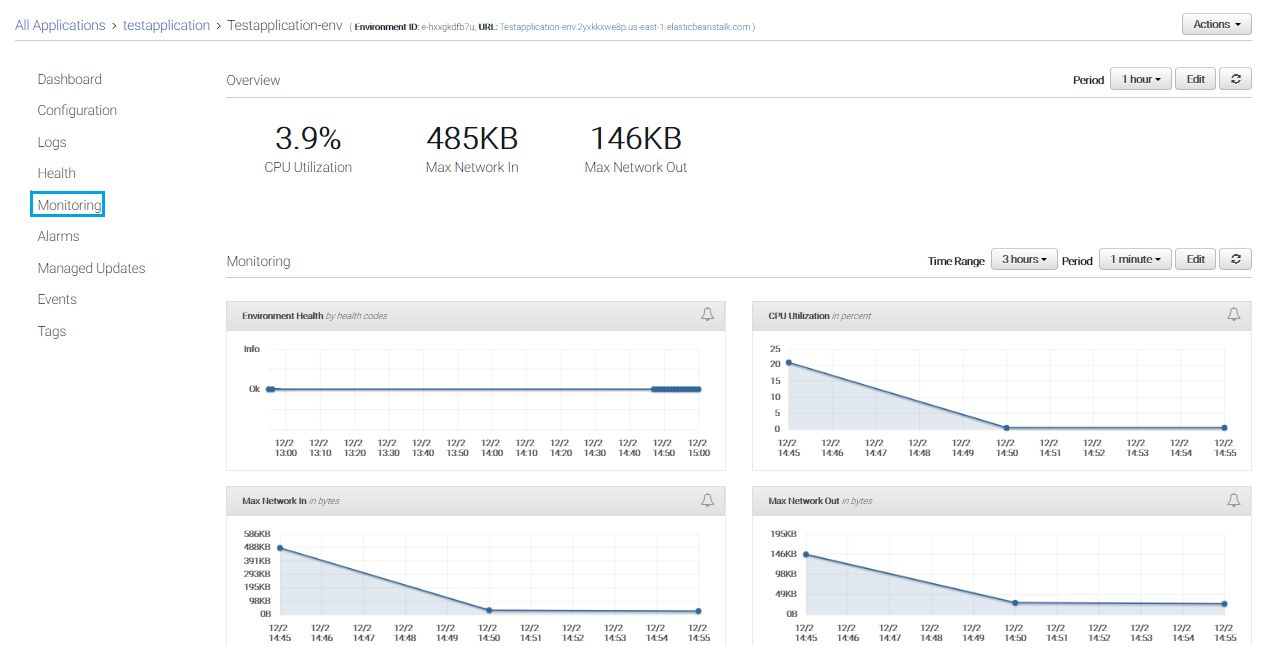 All Applications › testapplication › Testapplication-env ( Environment ID: e-hxxgkdfb7u, URL: Testapplication-env.2yxkkxwe8p.us-east-1.elasticbeanstalk.com )
Actions
Dashboard
Configuration
Logs
Health
Monitoring
Alarms
Managed Updates
Events
Tags
Overview
Period 1 hour Edit
3.9% 485KB 146KB
CPU Utilization Max Network In Max Network Out
Monitoring
Time Range 3 hours Period 1 minute Edit
Environment Health by health codes
Info
Ok
12/2 12/2 12/2 12/2 12/2 12/2 12/2 12/2 12/2 12/2 12/2 12/2 12/2
13:00 13:10 13:20 13:30 13:40 13:50 14:00 14:10 14:20 14:30 14:40 14:50 15:00
CPU Utilization in percent
25
20
15
10
5
0
12/2 12/2 12/2 12/2 12/2 12/2 12/2 12/2 12/2 12/2 12/2
14:45 14:46 14:47 14:48 14:49 14:50 14:51 14:52 14:53 14:54 14:55
Max Network In in bytes
586KB
488KB
391KB
293KB
195KB
98KB
0B
12/2 12/2 12/2 12/2 12/2 12/2 12/2 12/2 12/2 12/2 12/2
14:45 14:46 14:47 14:48 14:49 14:50 14:51 14:52 14:53 14:54 14:55
Max Network Out in bytes
195KB
146KB
98KB
49KB
0B
12/2 12/2 12/2 12/2 12/2 12/2 12/2 12/2 12/2 12/2 12/2
14:45 14:46 14:47 14:48 14:49 14:50 14:51 14:52 14:53 14:54 14:55